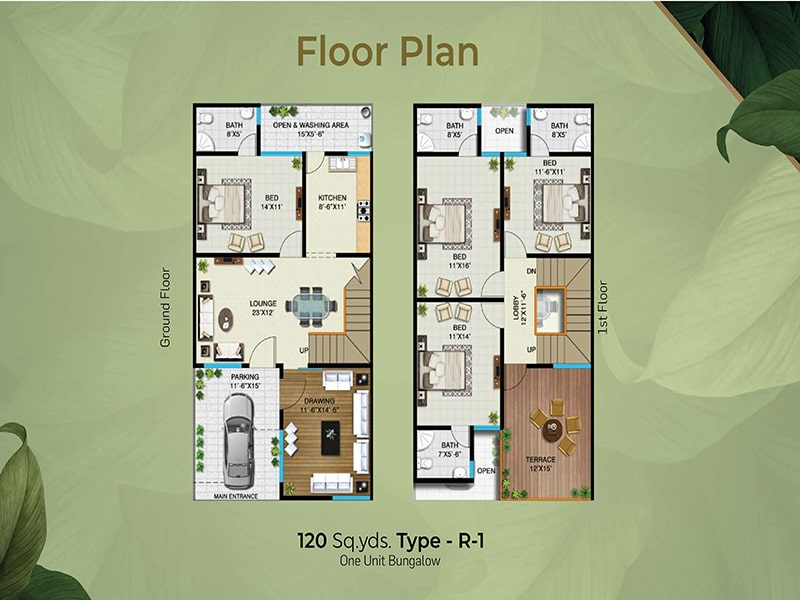 Floor Plan
Ground Floor
BATH
8'X5'
OPEN & WASHING AREA
15'X5'-6"
BED
14'X11'
KITCHEN
8'-6"X11'
LOUNGE
23'X12'
UP
PARKING
11'-6"X15'
DRAWING
11'-6"X14'-6"
MAIN ENTRANCE
1st Floor
BATH
8'X5'
OPEN
BATH
8'X5'
BED
11'-6"X11'
BED
11'X16'
DN
LOBBY
12'X11'-6"
UP
BED
11'X14'
BATH
7'X5'-6"
OPEN
TERRACE
12'X15'
120 Sq.yds. Type - R-1
One Unit Bungalow